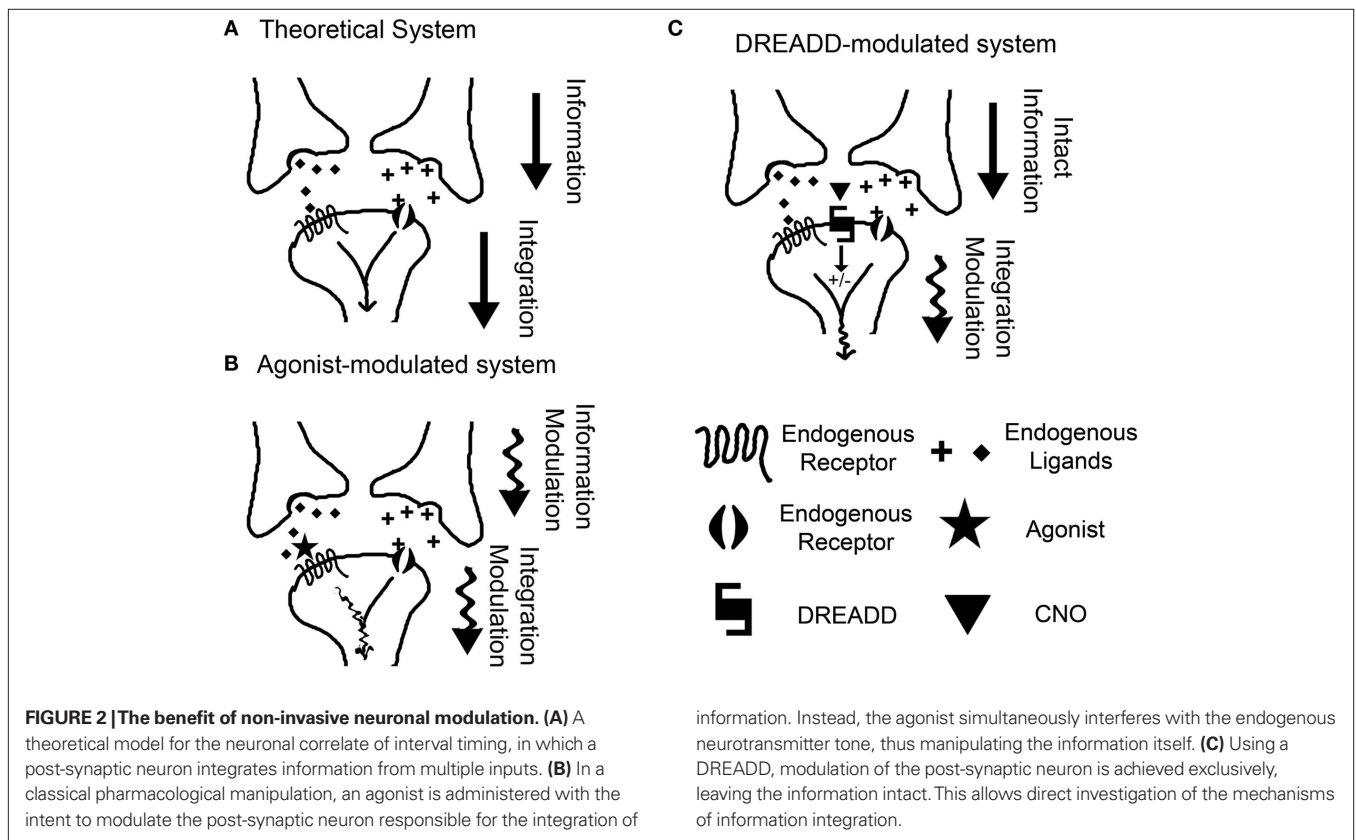 A Theoretical System
Information
Integration
B Agonist-modulated system
Information
Modulation
Integration
Modulation
C
DREADD-modulated system
Intact
Information
+/-
Integration
Modulation
Endogenous
Receptor
Endogenous
Ligands
Endogenous
Receptor
Agonist
DREADD
CNO
FIGURE 2 | The benefit of non-invasive neuronal modulation. (A) A
theoretical model for the neuronal correlate of interval timing, in which a
post-synaptic neuron integrates information from multiple inputs. (B) In a
classical pharmacological manipulation, an agonist is administered with the
intent to modulate the post-synaptic neuron responsible for the integration of
information. Instead, the agonist simultaneously interferes with the endogenous
neurotransmitter tone, thus manipulating the information itself. (C) Using a
DREADD, modulation of the post-synaptic neuron is achieved exclusively,
leaving the information intact. This allows direct investigation of the mechanisms
of information integration.